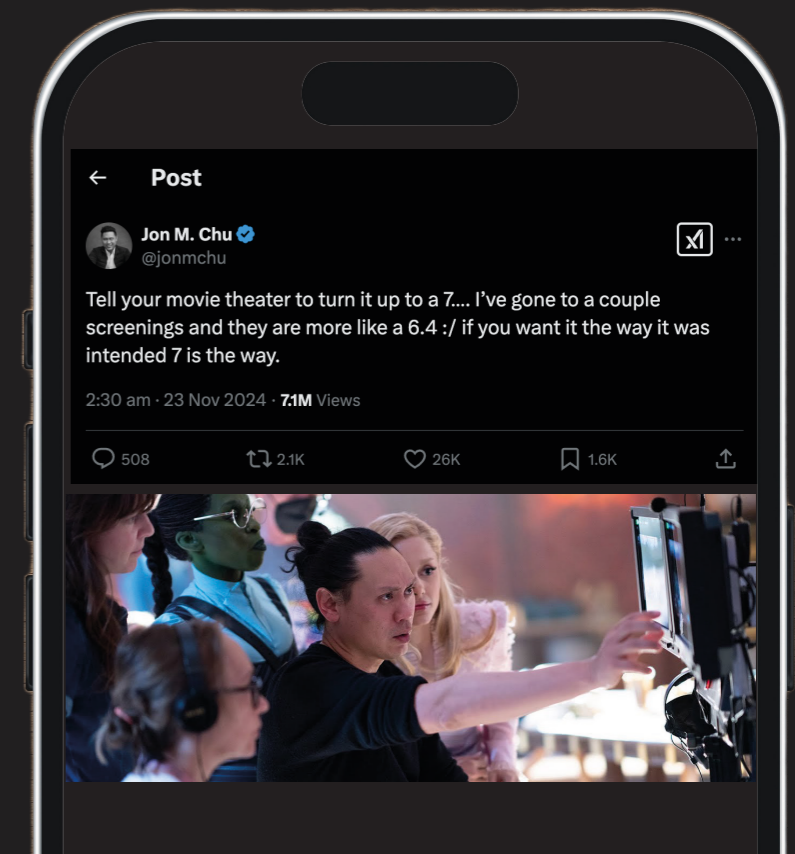 Post
Jon M. Chu
@jonmchu
Tell your movie theater to turn it up to a 7.... I've gone to a couple
screenings and they are more like a 6.4 :/ if you want it the way it was
intended 7 is the way.
2:30 am · 23 Nov 2024 · 7.1M Views
508 2.1K 26K 1.6K